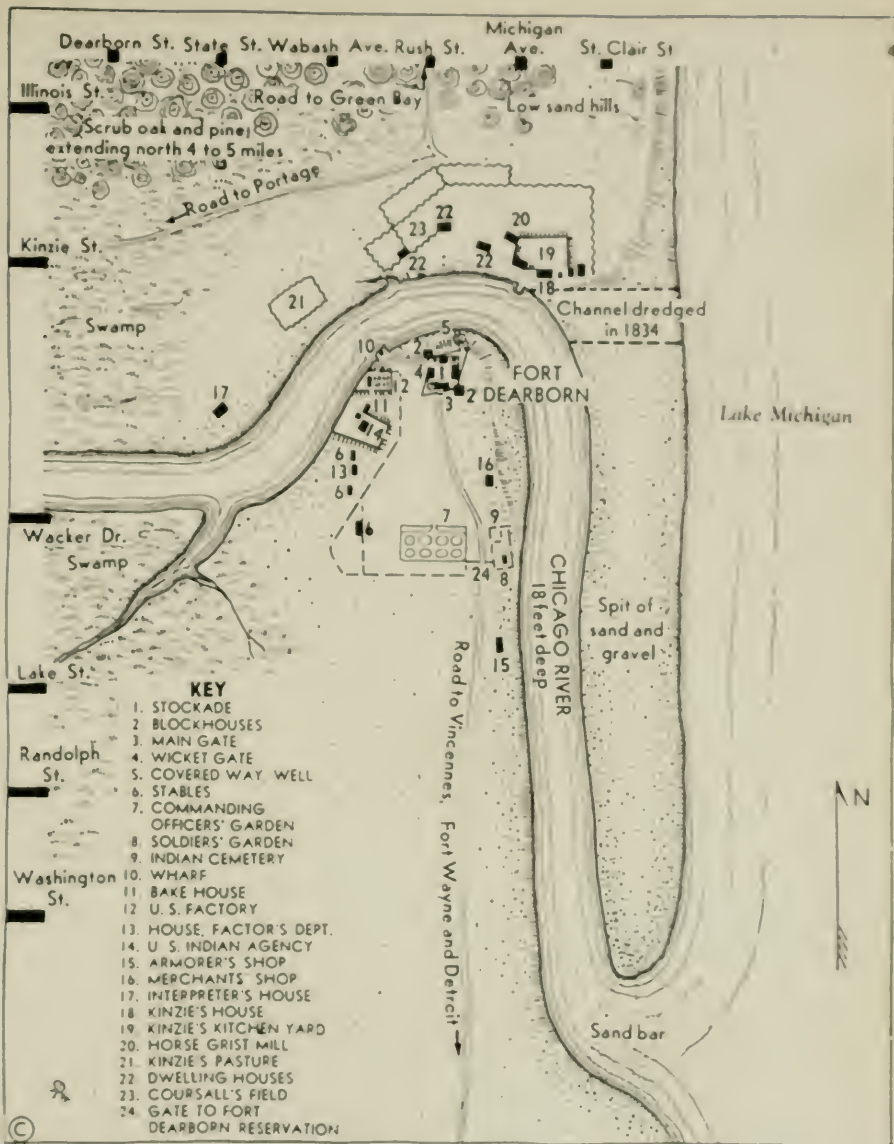 Dearborn St. State St. Wabash Ave. Rush St.
Michigan
Ave.
St. Clair St
Illinois St.
Road to Green Bay
Low sand hills
Scrub oak and pine,
extending north 4 to 5 miles
Road to Portage
22
20
23
19
22
22
18
Kinzie St.
21
Channel dredged
in 1834
Swamp
5
10
2
12
4
1
FORT
DEARBORN
2
3
11
17
14
Lake Michigan
6
13
6
16
6
7
9
Wacker Dr.
Swamp
24
8
CHICAGO RIVER
18 feet deep
Spit of
sand and
gravel
15
Road to Vincennes, Fort Wayne and Detroit
Lake St.
Randolph
St.
Washington
St.
N
Sand bar
KEY
1. STOCKADE
2 BLOCKHOUSES
3. MAIN GATE
4. WICKET GATE
5. COVERED WAY WELL
6. STABLES
7. COMMANDING
OFFICERS' GARDEN
8. SOLDIERS' GARDEN
9. INDIAN CEMETERY
10. WHARF
11. BAKE HOUSE
12 U.S. FACTORY
13. HOUSE, FACTOR'S DEPT.
14. U S. INDIAN AGENCY
15. ARMORER'S SHOP
16. MERCHANTS SHOP
17. INTERPRETER'S HOUSE
18 KINZIE'S HOUSE
19 KINZIE'S KITCHEN YARD
20. HORSE GRIST MILL
21. KINZIE'S PASTURE
22 DWELLING HOUSES
23. COURSALL'S FIELD
24 GATE TO FORT
DEARBORN RESERVATION
©